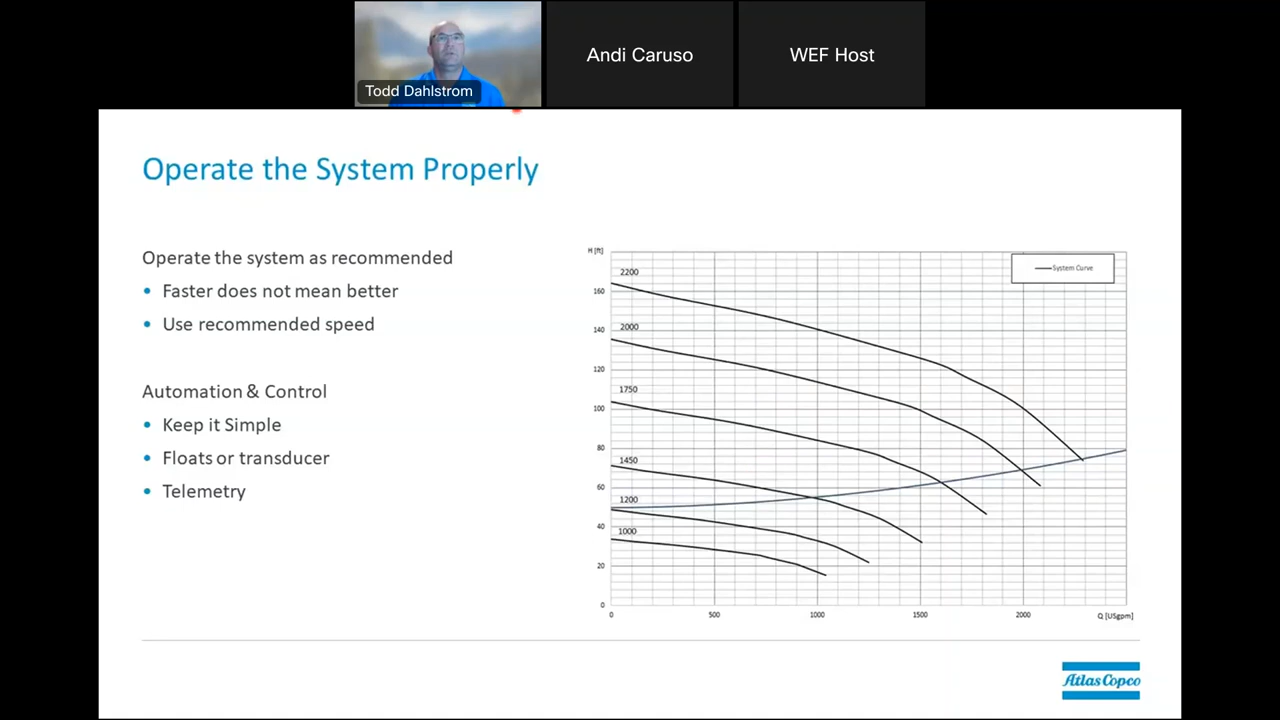 Todd Dahlstrom
Andi Caruso
WEF Host
Operate the System Properly
Operate the system as recommended
• Faster does not mean better
• Use recommended speed
Automation & Control
• Keep it Simple
• Floats or transducer
• Telemetry
H [ft]
System Curve
2200
160
140
2000
120
1750
100
80
1450
60
1200
40
1000
20
0
0 500 1000 1500 2000 Q [USgpm]
Atlas Copco